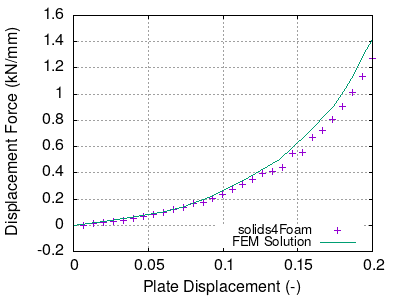 1.6
1.4
1.2
1
0.8
0.6
0.4
0.2
0
-0.2
Displacement Force (kN/mm)
solids4Foam
FEM Solution
0 0.05 0.1 0.15 0.2
Plate Displacement (-)